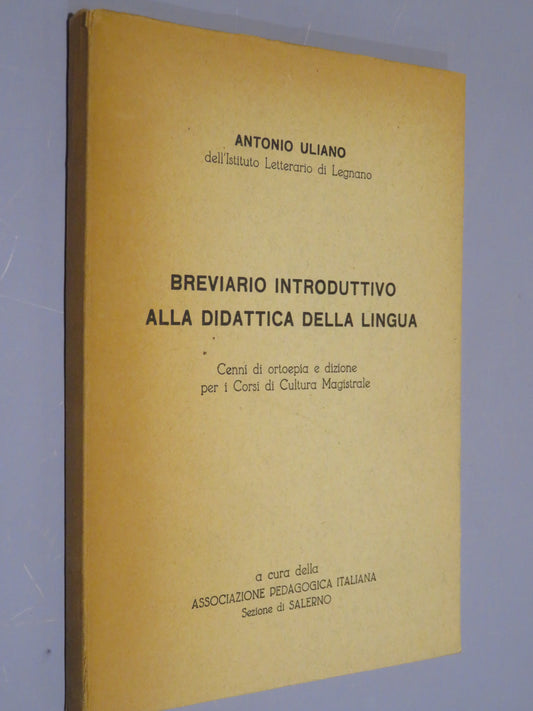 ANTONIO ULIANO
dell'Istituto Letterario di Legnano
BREVIARIO INTRODUTTIVO
ALLA DIDATTICA DELLA LINGUA
Cenni di ortoepia e dizione
per i Corsi di Cultura Magistrale
a cura della
ASSOCIAZIONE PEDAGOGICA ITALIANA
Sezione di SALERNO